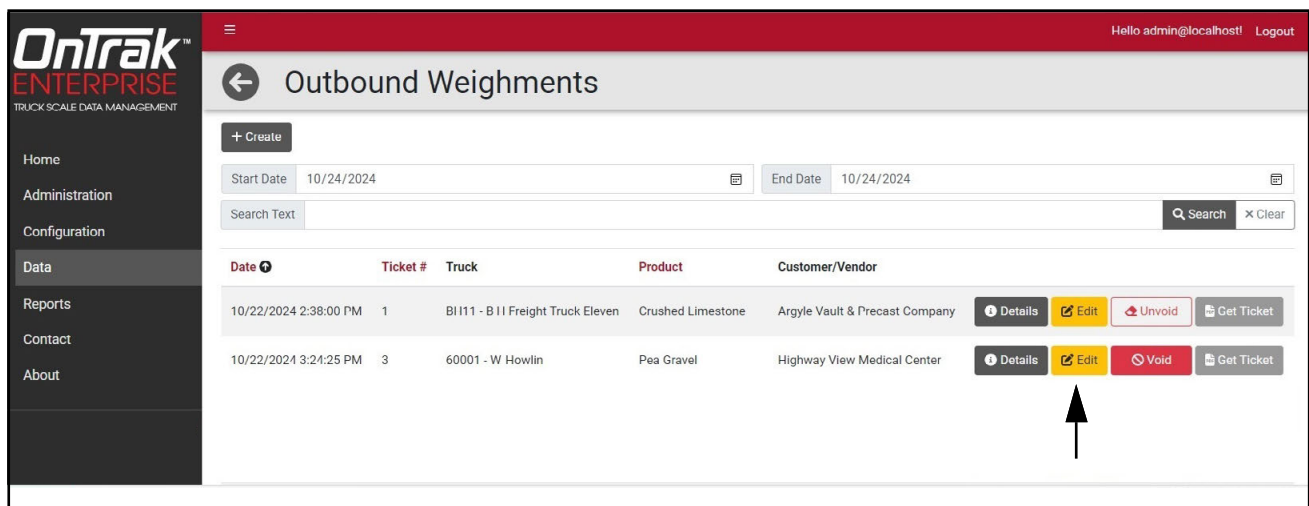 OnTrak™
ENTERPRISE
TRUCK SCALE DATA MANAGEMENT
Home
Administration
Configuration
Data
Reports
Contact
About
Hello admin@localhost! Logout
Outbound Weighments
+ Create
Start Date 10/24/2024 End Date 10/24/2024
Search Text Search × Clear
Date Ticket # Truck Product Customer/Vendor
10/22/2024 2:38:00 PM 1 BI I11 - B I I Freight Truck Eleven Crushed Limestone Argyle Vault & Precast Company Details Edit Unvoid Get Ticket
10/22/2024 3:24:25 PM 3 60001 - W Howlin Pea Gravel Highway View Medical Center Details Edit Void Get Ticket